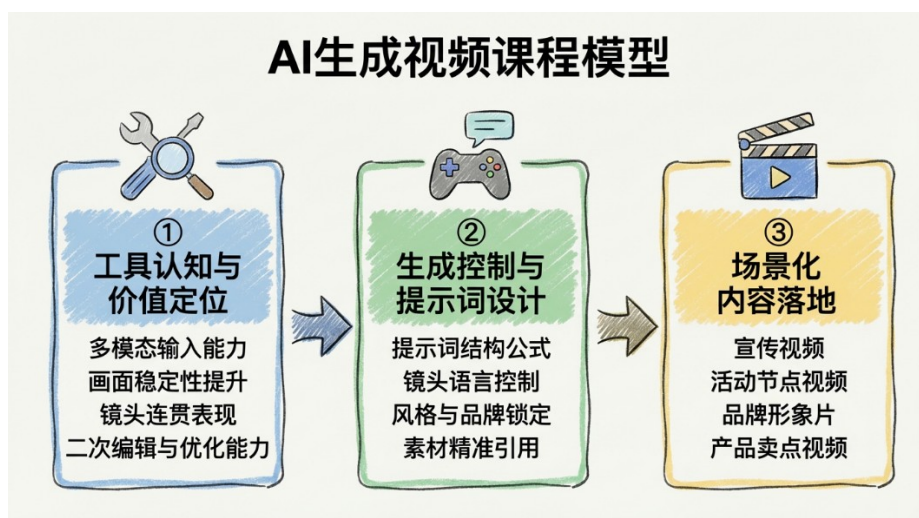 AI生成视频课程模型
①
工具认知与
价值定位
多模态输入能力
画面稳定性提升
镜头连贯表现
二次编辑与优化能力
②
生成控制与
提示词设计
提示词结构公式
镜头语言控制
风格与品牌锁定
素材精准引用
③
场景化
内容落地
宣传视频
活动节点视频
品牌形象片
产品卖点视频